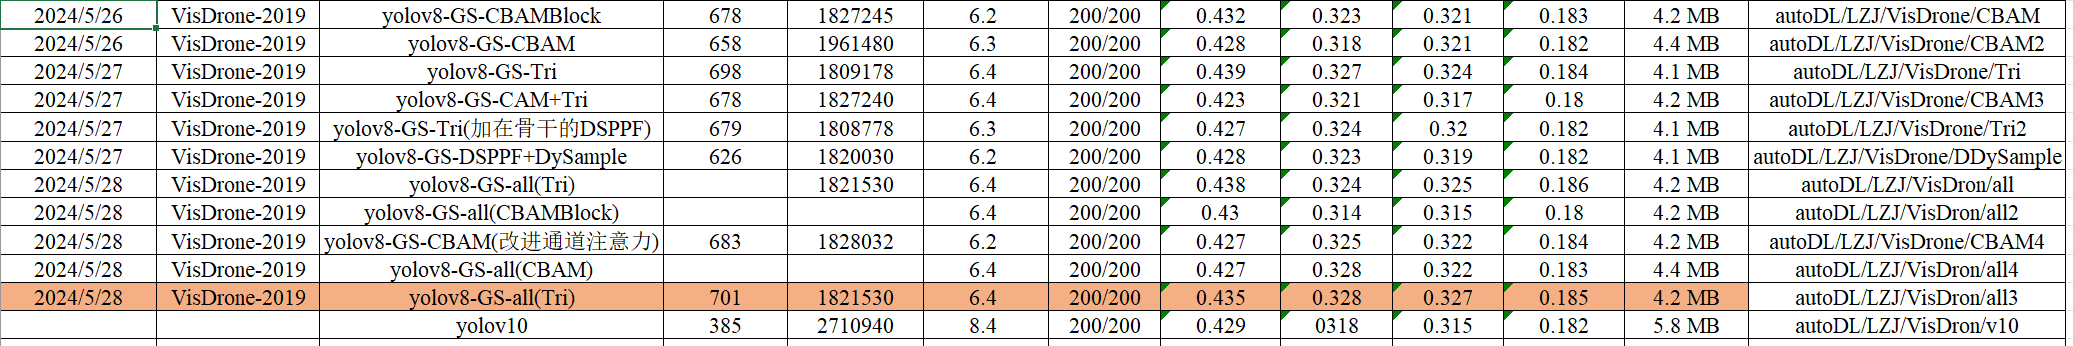 2024/5/26 VisDrone-2019 yolov8-GS-CBAMBlock 678 1827245 6.2 200/200 0.432 0.323 0.321 0.183 4.2 MB autoDL/LZJ/VisDrone/CBAM
2024/5/26 VisDrone-2019 yolov8-GS-CBAM 658 1961480 6.3 200/200 0.428 0.318 0.321 0.182 4.4 MB autoDL/LZJ/VisDrone/CBAM2
2024/5/27 VisDrone-2019 yolov8-GS-Tri 698 1809178 6.4 200/200 0.439 0.327 0.324 0.184 4.1 MB autoDL/LZJ/VisDrone/Tri
2024/5/27 VisDrone-2019 yolov8-GS-CAM+Tri 678 1827240 6.4 200/200 0.423 0.321 0.317 0.18 4.2 MB autoDL/LZJ/VisDrone/CBAM3
2024/5/27 VisDrone-2019 yolov8-GS-Tri(加在骨干的DSPPF) 679 1808778 6.3 200/200 0.427 0.324 0.32 0.182 4.1 MB autoDL/LZJ/VisDrone/Tri2
2024/5/27 VisDrone-2019 yolov8-GS-DSPPF+DySample 626 1820030 6.2 200/200 0.428 0.323 0.319 0.182 4.1 MB autoDL/LZJ/VisDrone/DDySample
2024/5/28 VisDrone-2019 yolov8-GS-all(Tri) 1821530 6.4 200/200 0.438 0.324 0.325 0.186 4.2 MB autoDL/LZJ/VisDron/all
2024/5/28 VisDrone-2019 yolov8-GS-all(CBAMBlock) 6.4 200/200 0.43 0.314 0.315 0.18 4.2 MB autoDL/LZJ/VisDron/all2
2024/5/28 VisDrone-2019 yolov8-GS-CBAM(改进通道注意力) 683 1828032 6.2 200/200 0.427 0.325 0.322 0.184 4.2 MB autoDL/LZJ/VisDrone/CBAM4
2024/5/28 VisDrone-2019 yolov8-GS-all(CBAM) 6.4 200/200 0.427 0.328 0.322 0.183 4.4 MB autoDL/LZJ/VisDron/all4
2024/5/28 VisDrone-2019 yolov8-GS-all(Tri) 701 1821530 6.4 200/200 0.435 0.328 0.327 0.185 4.2 MB autoDL/LZJ/VisDron/all3
yolov10 385 2710940 8.4 200/200 0.429 0318 0.315 0.182 5.8 MB autoDL/LZJ/VisDron/v10